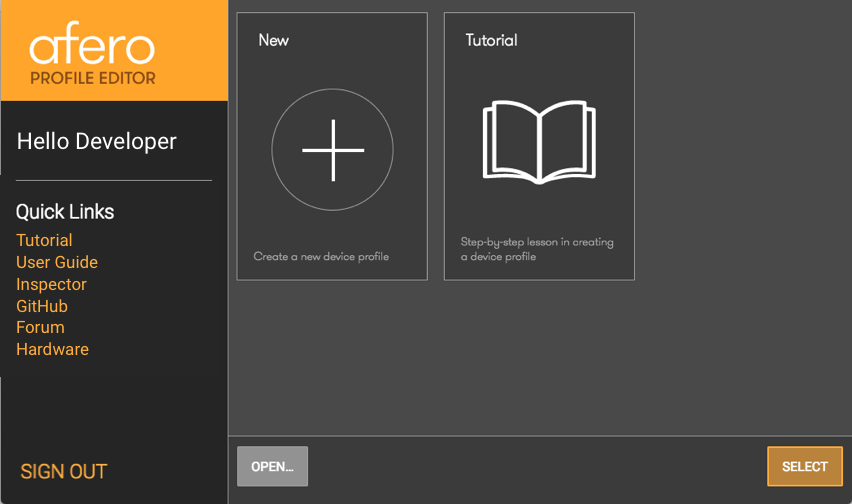 afero
PROFILE EDITOR
Hello Developer
Quick Links
Tutorial
User Guide
Inspector
GitHub
Forum
Hardware
SIGN OUT
New
Create a new device profile
Tutorial
Step-by-step lesson in creating
a device profile
OPEN...
SELECT